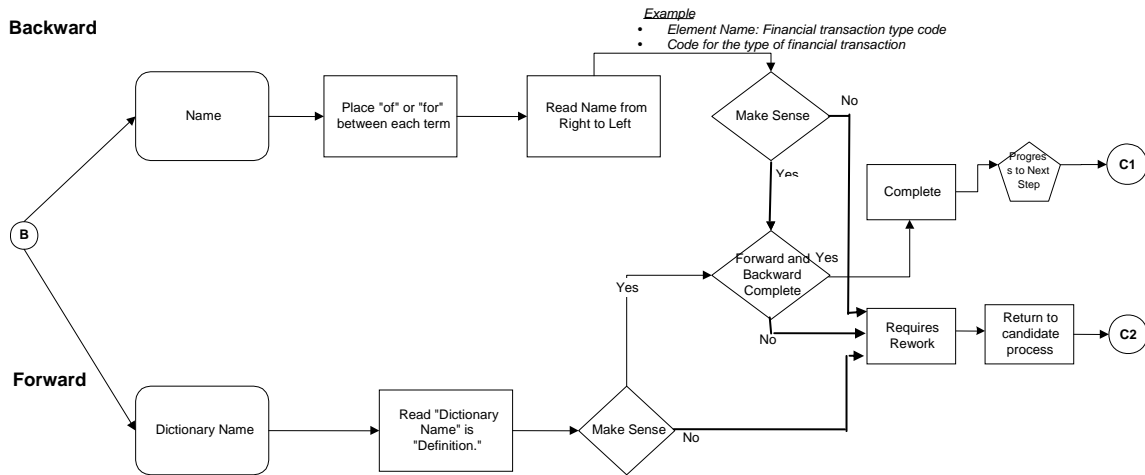 Example
• Element Name: Financial transaction type code
• Code for the type of financial transaction
Backward
Name
Place "of" or "for"
between each term
Read Name from
Right to Left
Make Sense
No
Yes
Progres
s to Next
Step
C1
Complete
B
Forward and
Backward
Complete
Yes
Yes
No
Requires
Rework
Return to
candidate
process
C2
Forward
Dictionary Name
Read "Dictionary
Name" is
"Definition."
Make Sense
No